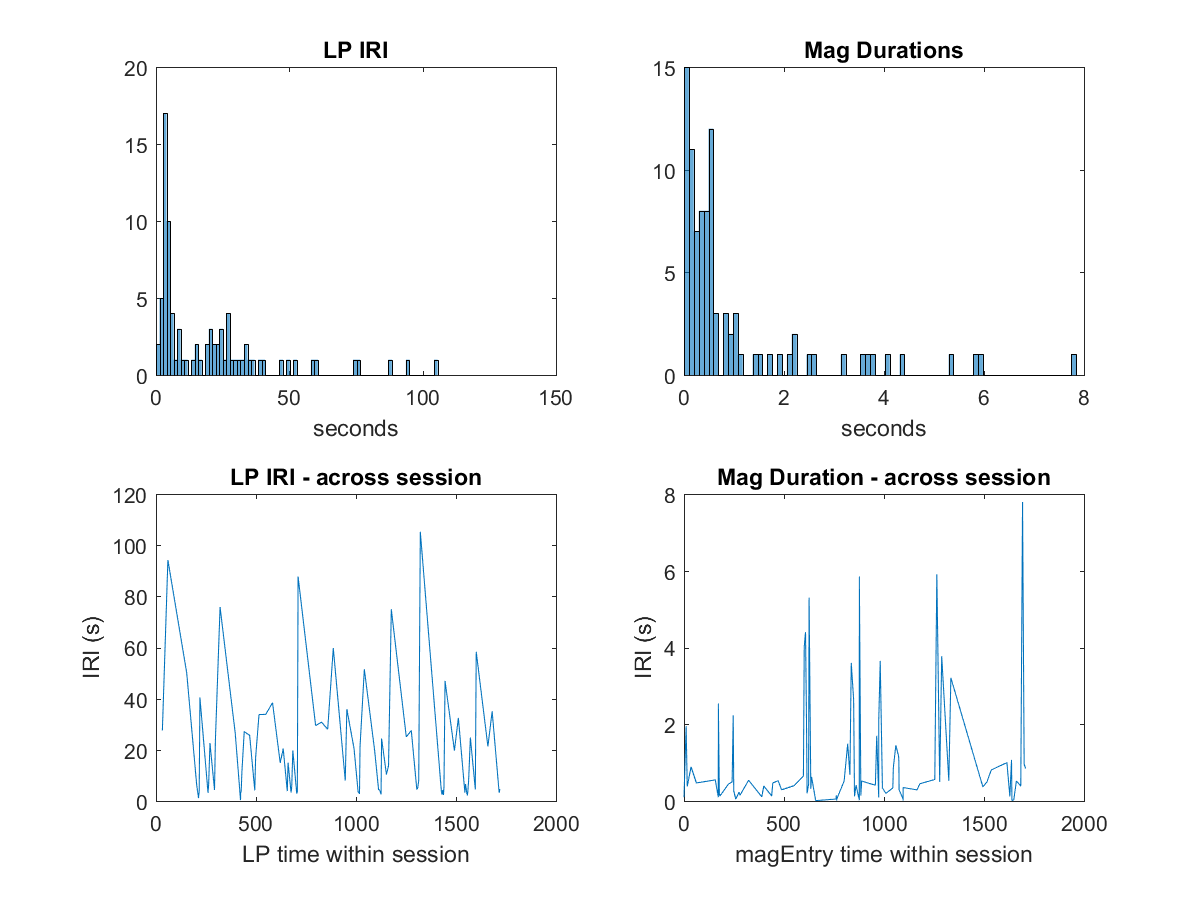 LP IRI
20
15
10
5
0
0 50 100 150
seconds
Mag Durations
15
10
5
0
0 2 4 6 8
seconds
LP IRI - across session
120
100
80
60
40
20
0
IRI (s)
0 500 1000 1500 2000
LP time within session
Mag Duration - across session
8
6
4
2
0
IRI (s)
0 500 1000 1500 2000
magEntry time within session